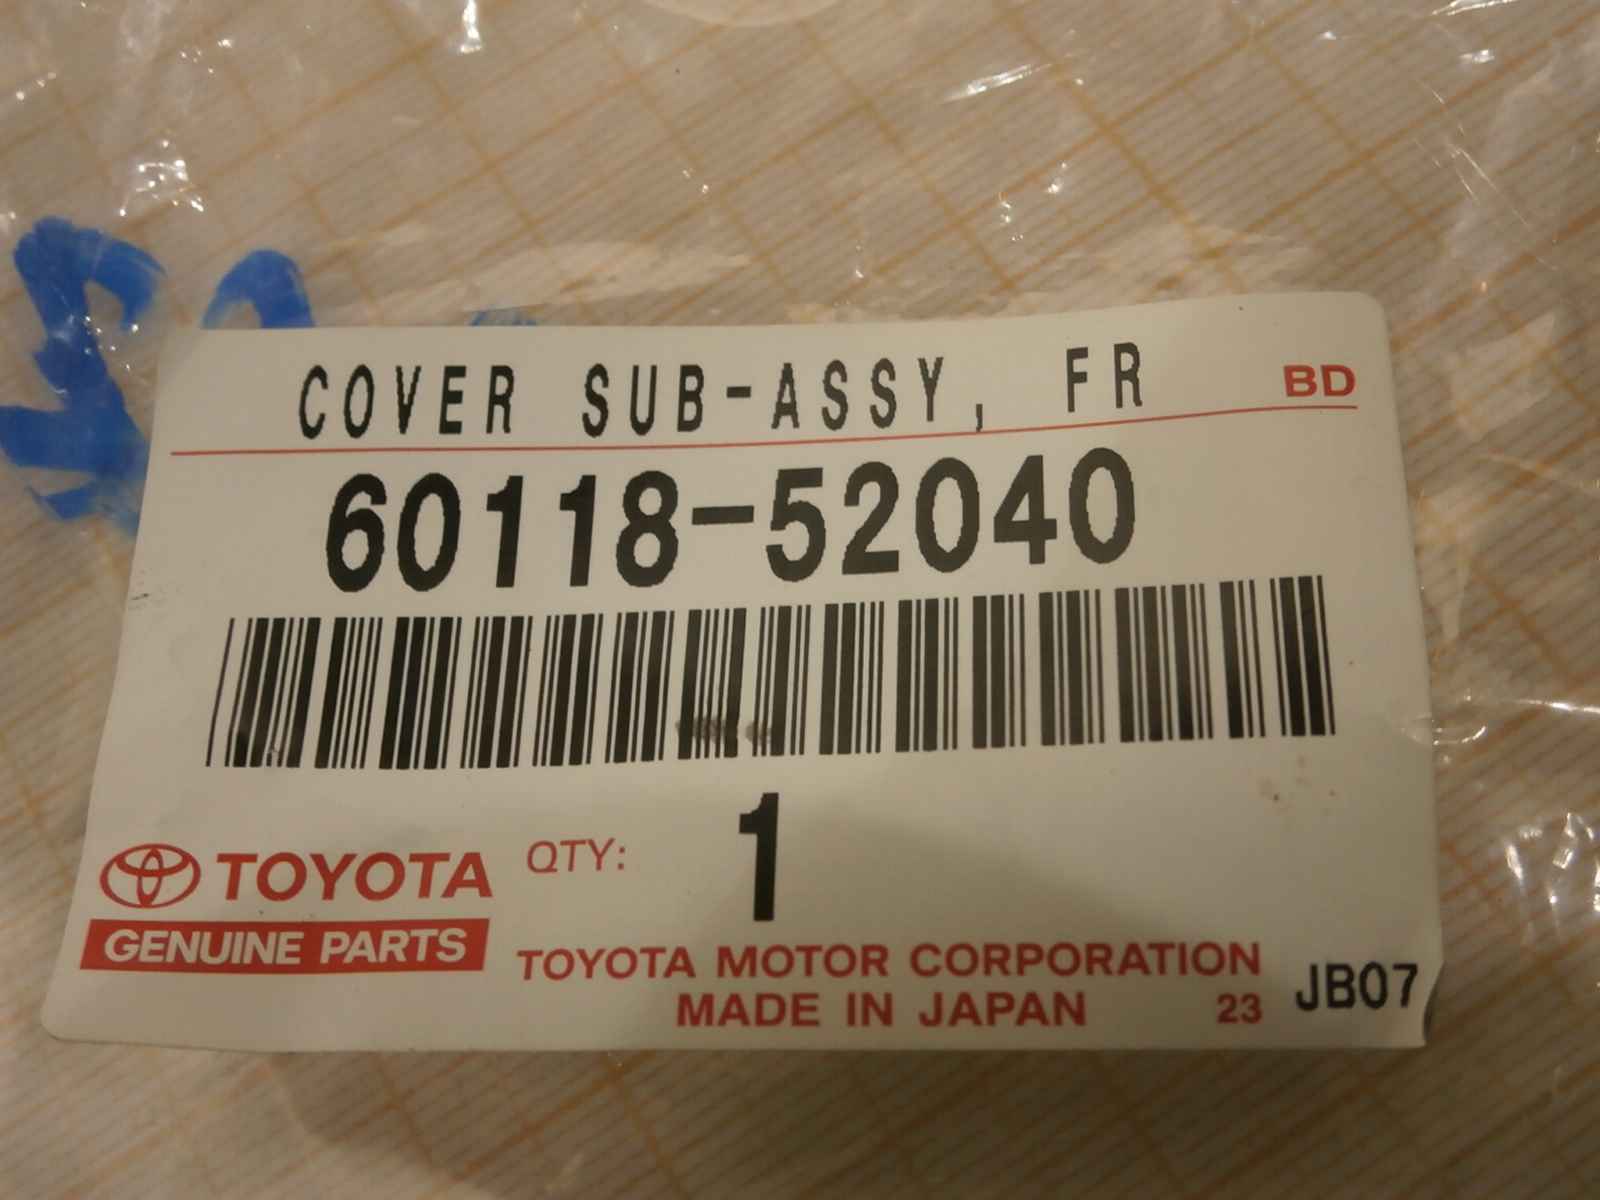 COVER SUB-ASSY, FR BD
60118-52040
1
TOYOTA QTY:
GENUINE PARTS
TOYOTA MOTOR CORPORATION
MADE IN JAPAN 23 JB07